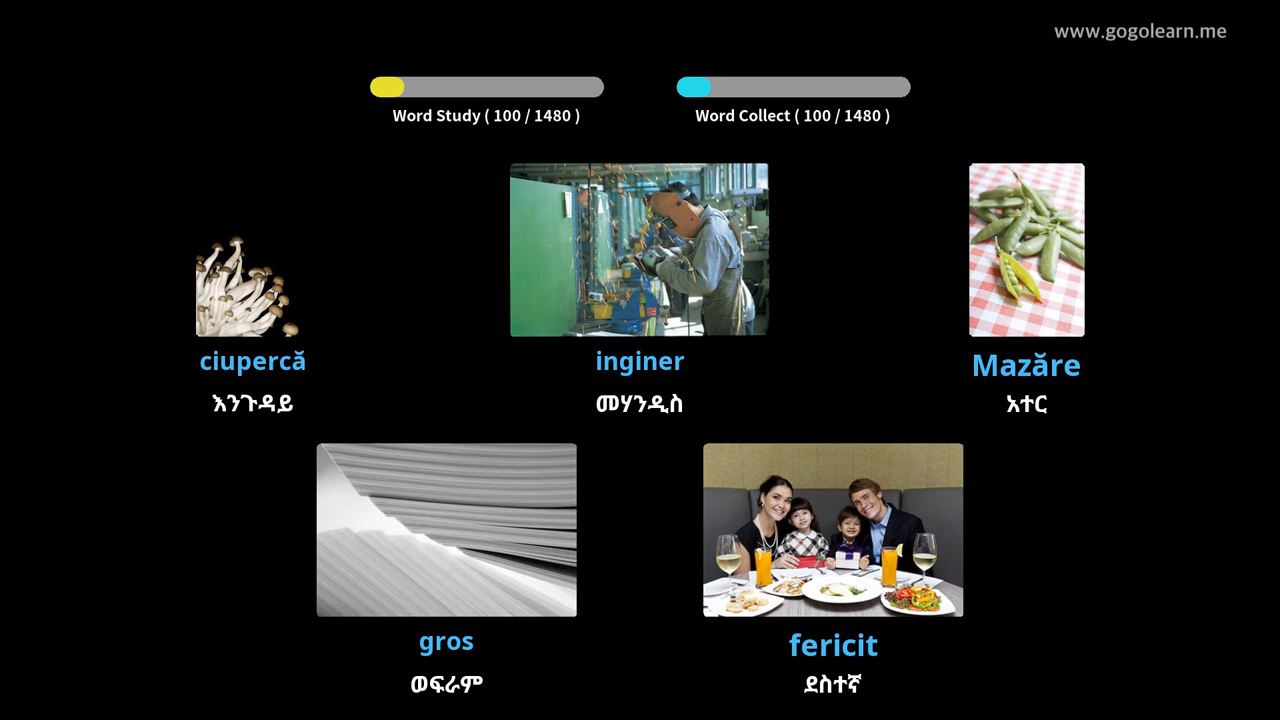 www.gogolearn.me
Word Study ( 100 / 1480 )
Word Collect ( 100 / 1480 )
ciupercă
እንጉዳይ
inginer
መሃንዲስ
Mazăre
አተር
gros
ወፍራም
fericit
ደስተኛ